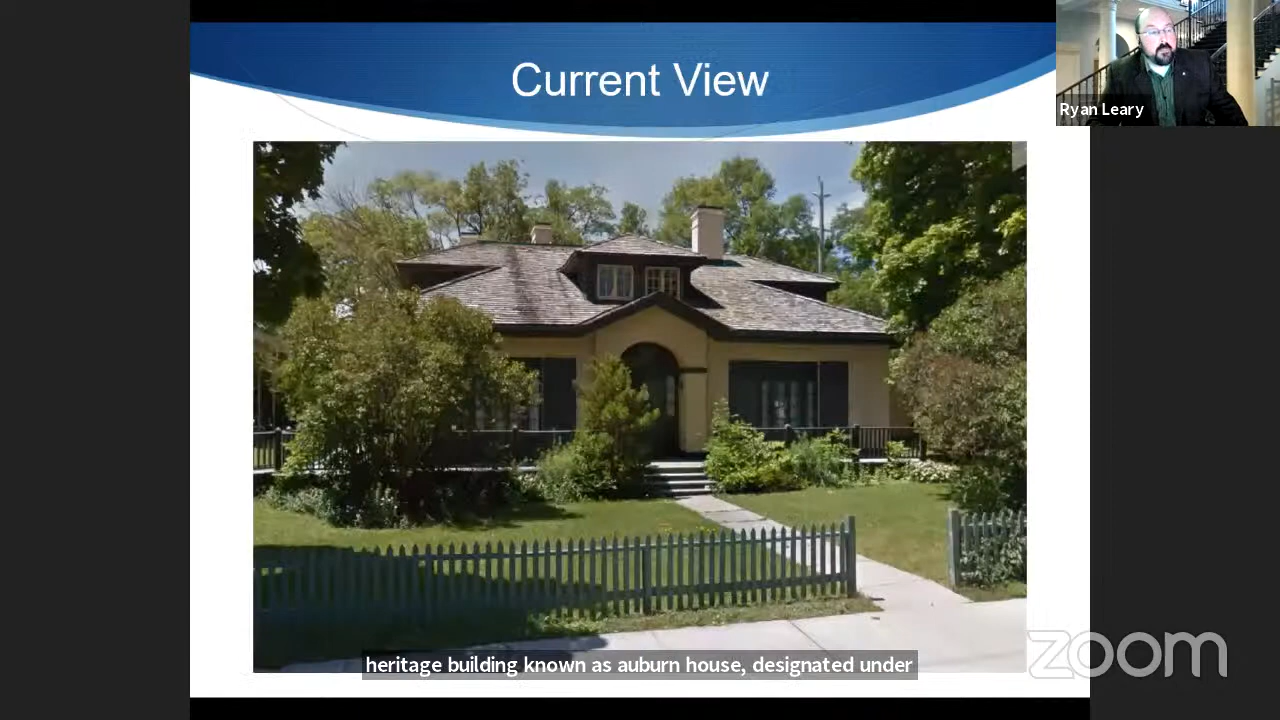 Current View
Ryan Leary
heritage building known as auburn house, designated under
zoom